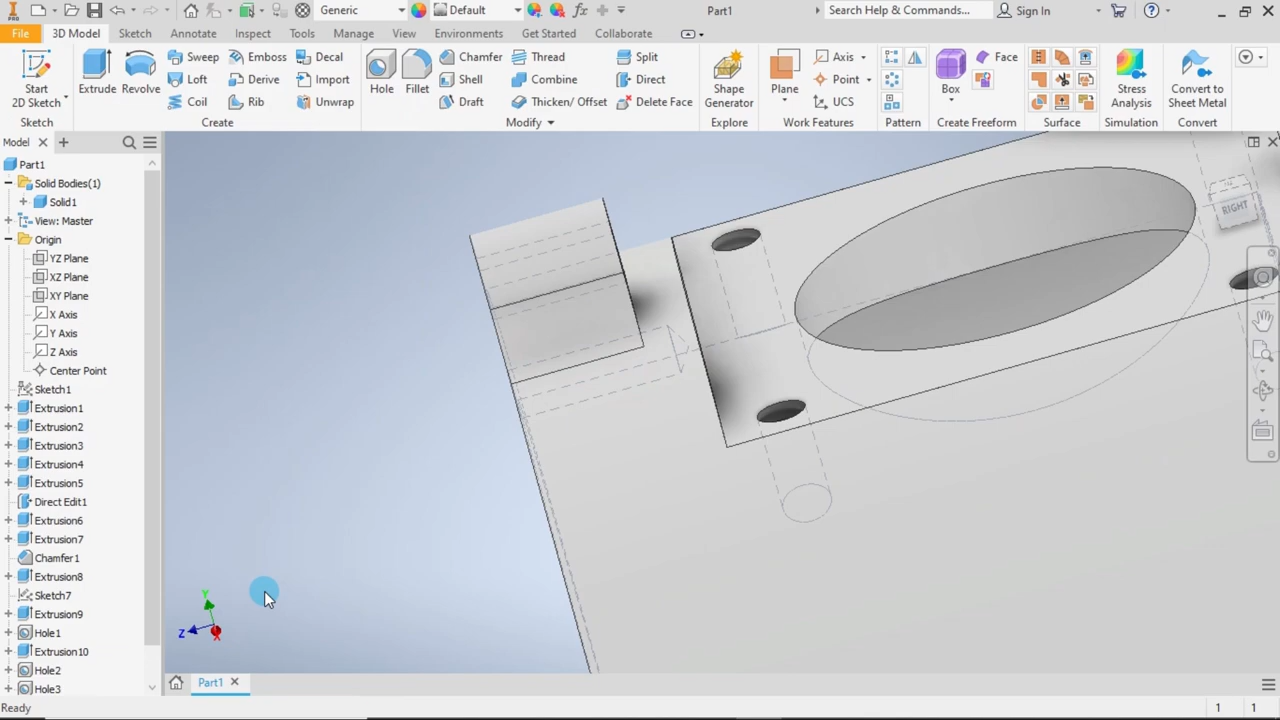 PRO
Generic
Default
fx
Part1
Search Help & Commands...
Sign In
File
3D Model
Sketch
Annotate
Inspect
Tools
Manage
View
Environments
Get Started
Collaborate
Start
2D Sketch
Extrude
Revolve
Sweep
Loft
Coil
Emboss
Derive
Rib
Decal
Import
Unwrap
Hole
Fillet
Chamfer
Shell
Draft
Thread
Combine
Thicken/ Offset
Split
Direct
Delete Face
Shape
Generator
Plane
Axis
Point
UCS
Box
Face
Stress
Analysis
Convert to
Sheet Metal
Sketch
Create
Modify
Explore
Work Features
Pattern
Create Freeform
Surface
Simulation
Convert
Model
Part1
Solid Bodies(1)
Solid1
View: Master
Origin
YZ Plane
XZ Plane
XY Plane
X Axis
Y Axis
Z Axis
Center Point
Sketch1
Extrusion1
Extrusion2
Extrusion3
Extrusion4
Extrusion5
Direct Edit1
Extrusion6
Extrusion7
Chamfer1
Extrusion8
Sketch7
Extrusion9
Hole1
Extrusion10
Hole2
Hole3
RIGHT
Y
Z
X
Part1
Ready
1
1